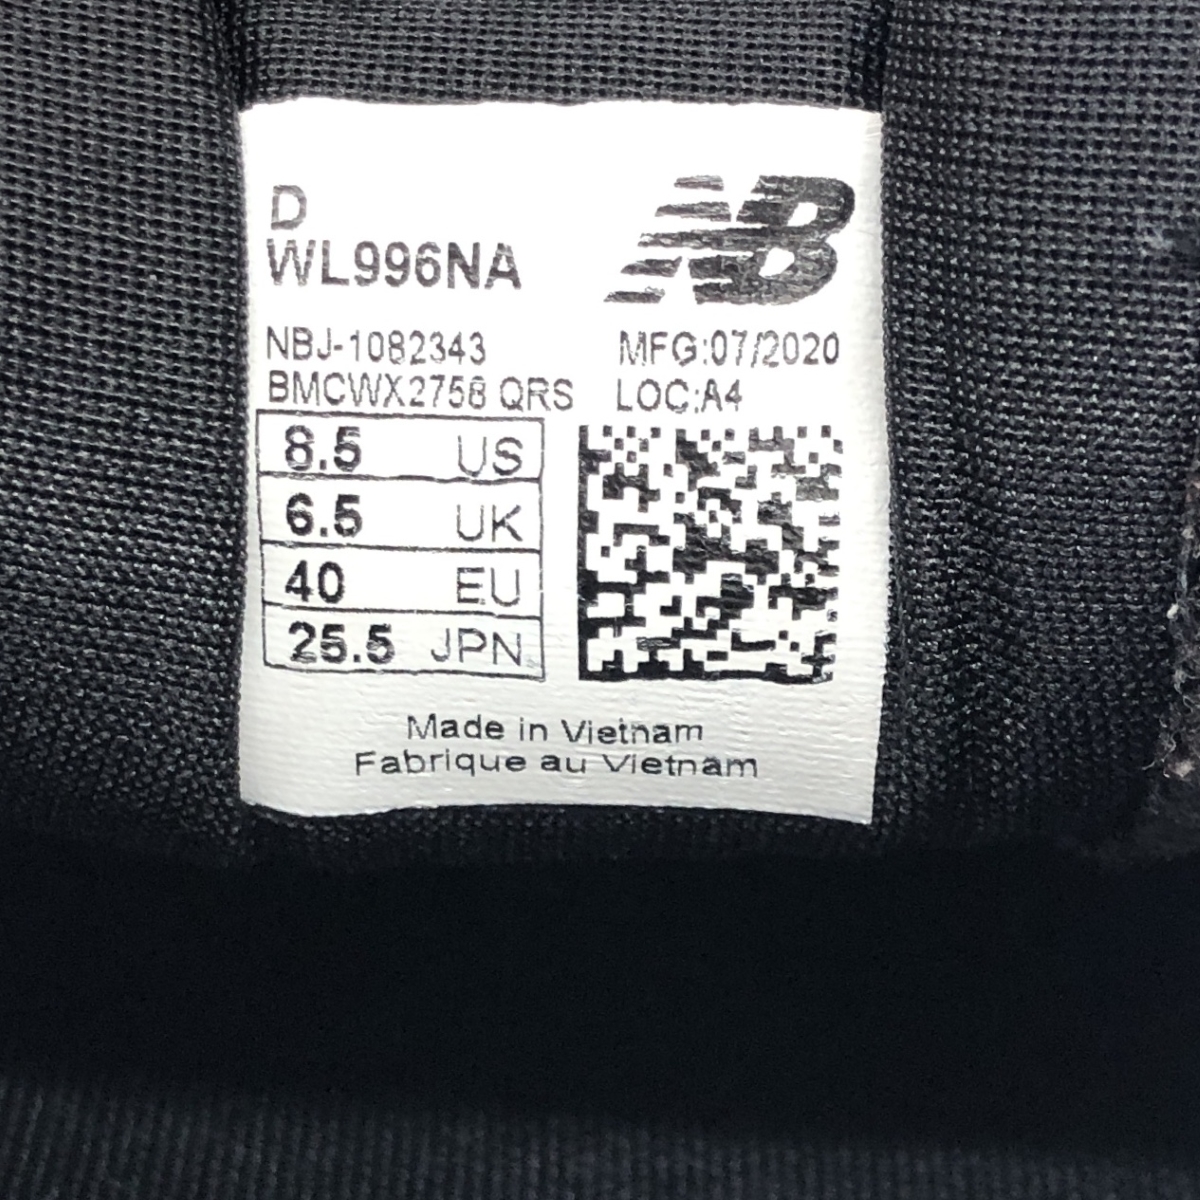 D
WL996NA
NB
NBJ-1082343 MFG:07/2020
BMCWX2758 QRS LOC:A4
8.5 US
6.5 UK
40 EU
25.5 JPN
Made in Vietnam
Fabrique au Vietnam